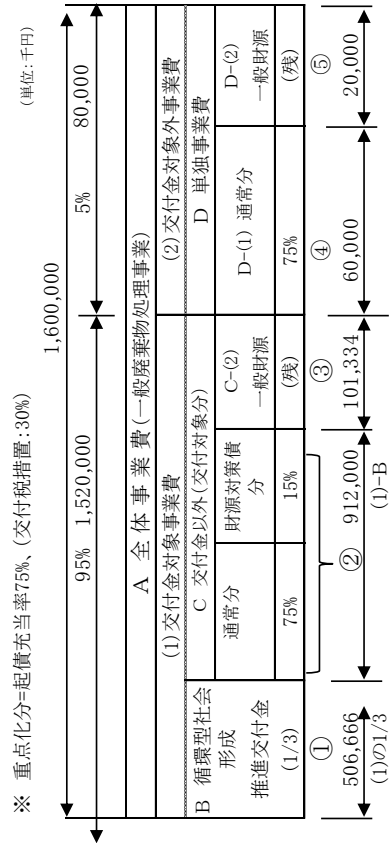 ※ 重点化分=起債充当率75%、(交付税措置:30%)
(単位:千円)
1,600,000
95% 1,520,000
5% 80,000
A 全体事業費(一般廃棄物処理事業)
(1)交付金対象事業費
(2)交付金対象外事業費
B 循環型社会
形成
推進交付金
(1/3)
C 交付金以外(交付対象分)
D 単独事業費
通常分
75%
財源対策債
分
15%
C-(2)
一般財源
(残)
D-(1) 通常分
75%
D-(2)
一般財源
(残)
① ② ③ ④ ⑤
506,666 912,000 101,334 60,000 20,000
(1)の1/3 (1)-B